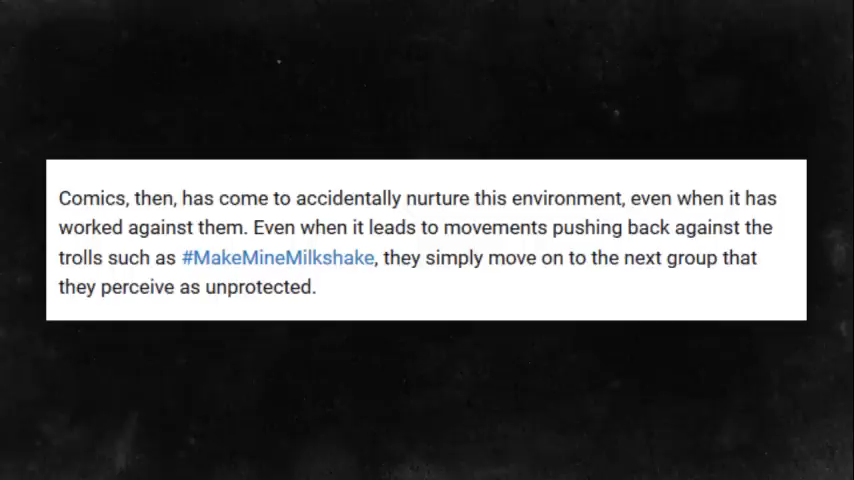 Comics, then, has come to accidentally nurture this environment, even when it has
worked against them. Even when it leads to movements pushing back against the
trolls such as #MakeMineMilkshake, they simply move on to the next group that
they perceive as unprotected.